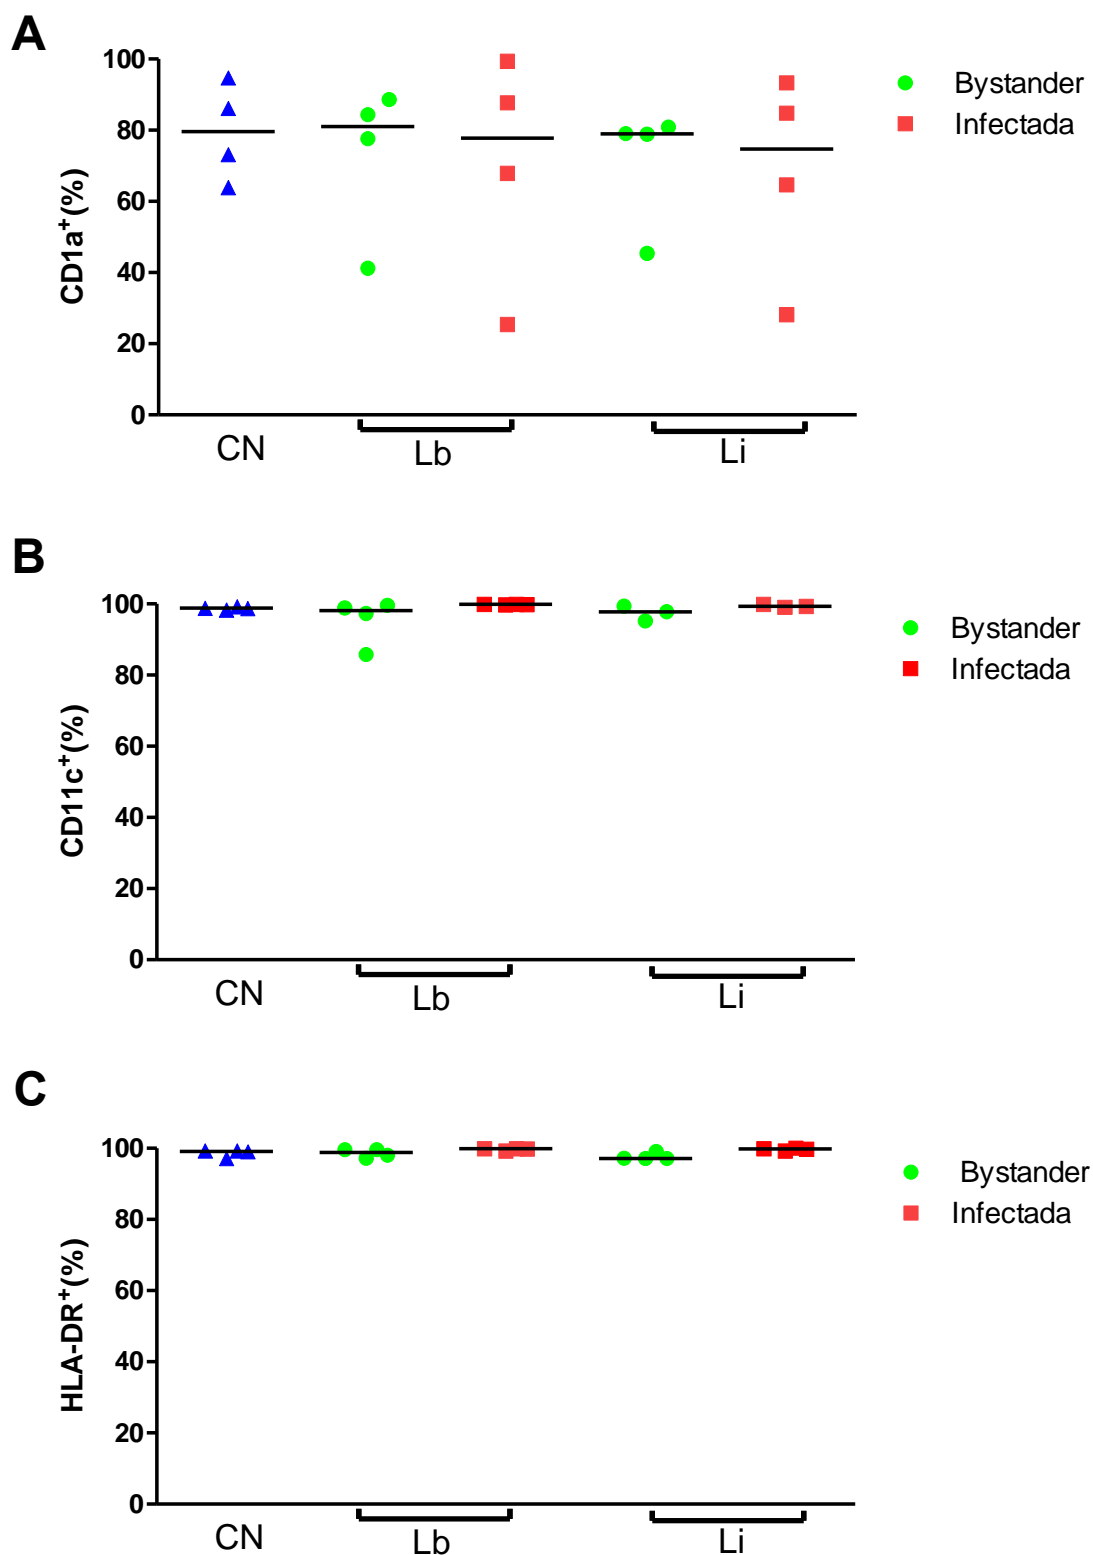 A
100
80
60
40
20
0
CD1a⁺(%)
CN
Lb
Li
Bystander
Infectada
B
100
80
60
40
20
0
CD11c⁺(%)
CN
Lb
Li
Bystander
Infectada
C
100
80
60
40
20
0
HLA-DR⁺(%)
CN
Lb
Li
Bystander
Infectada